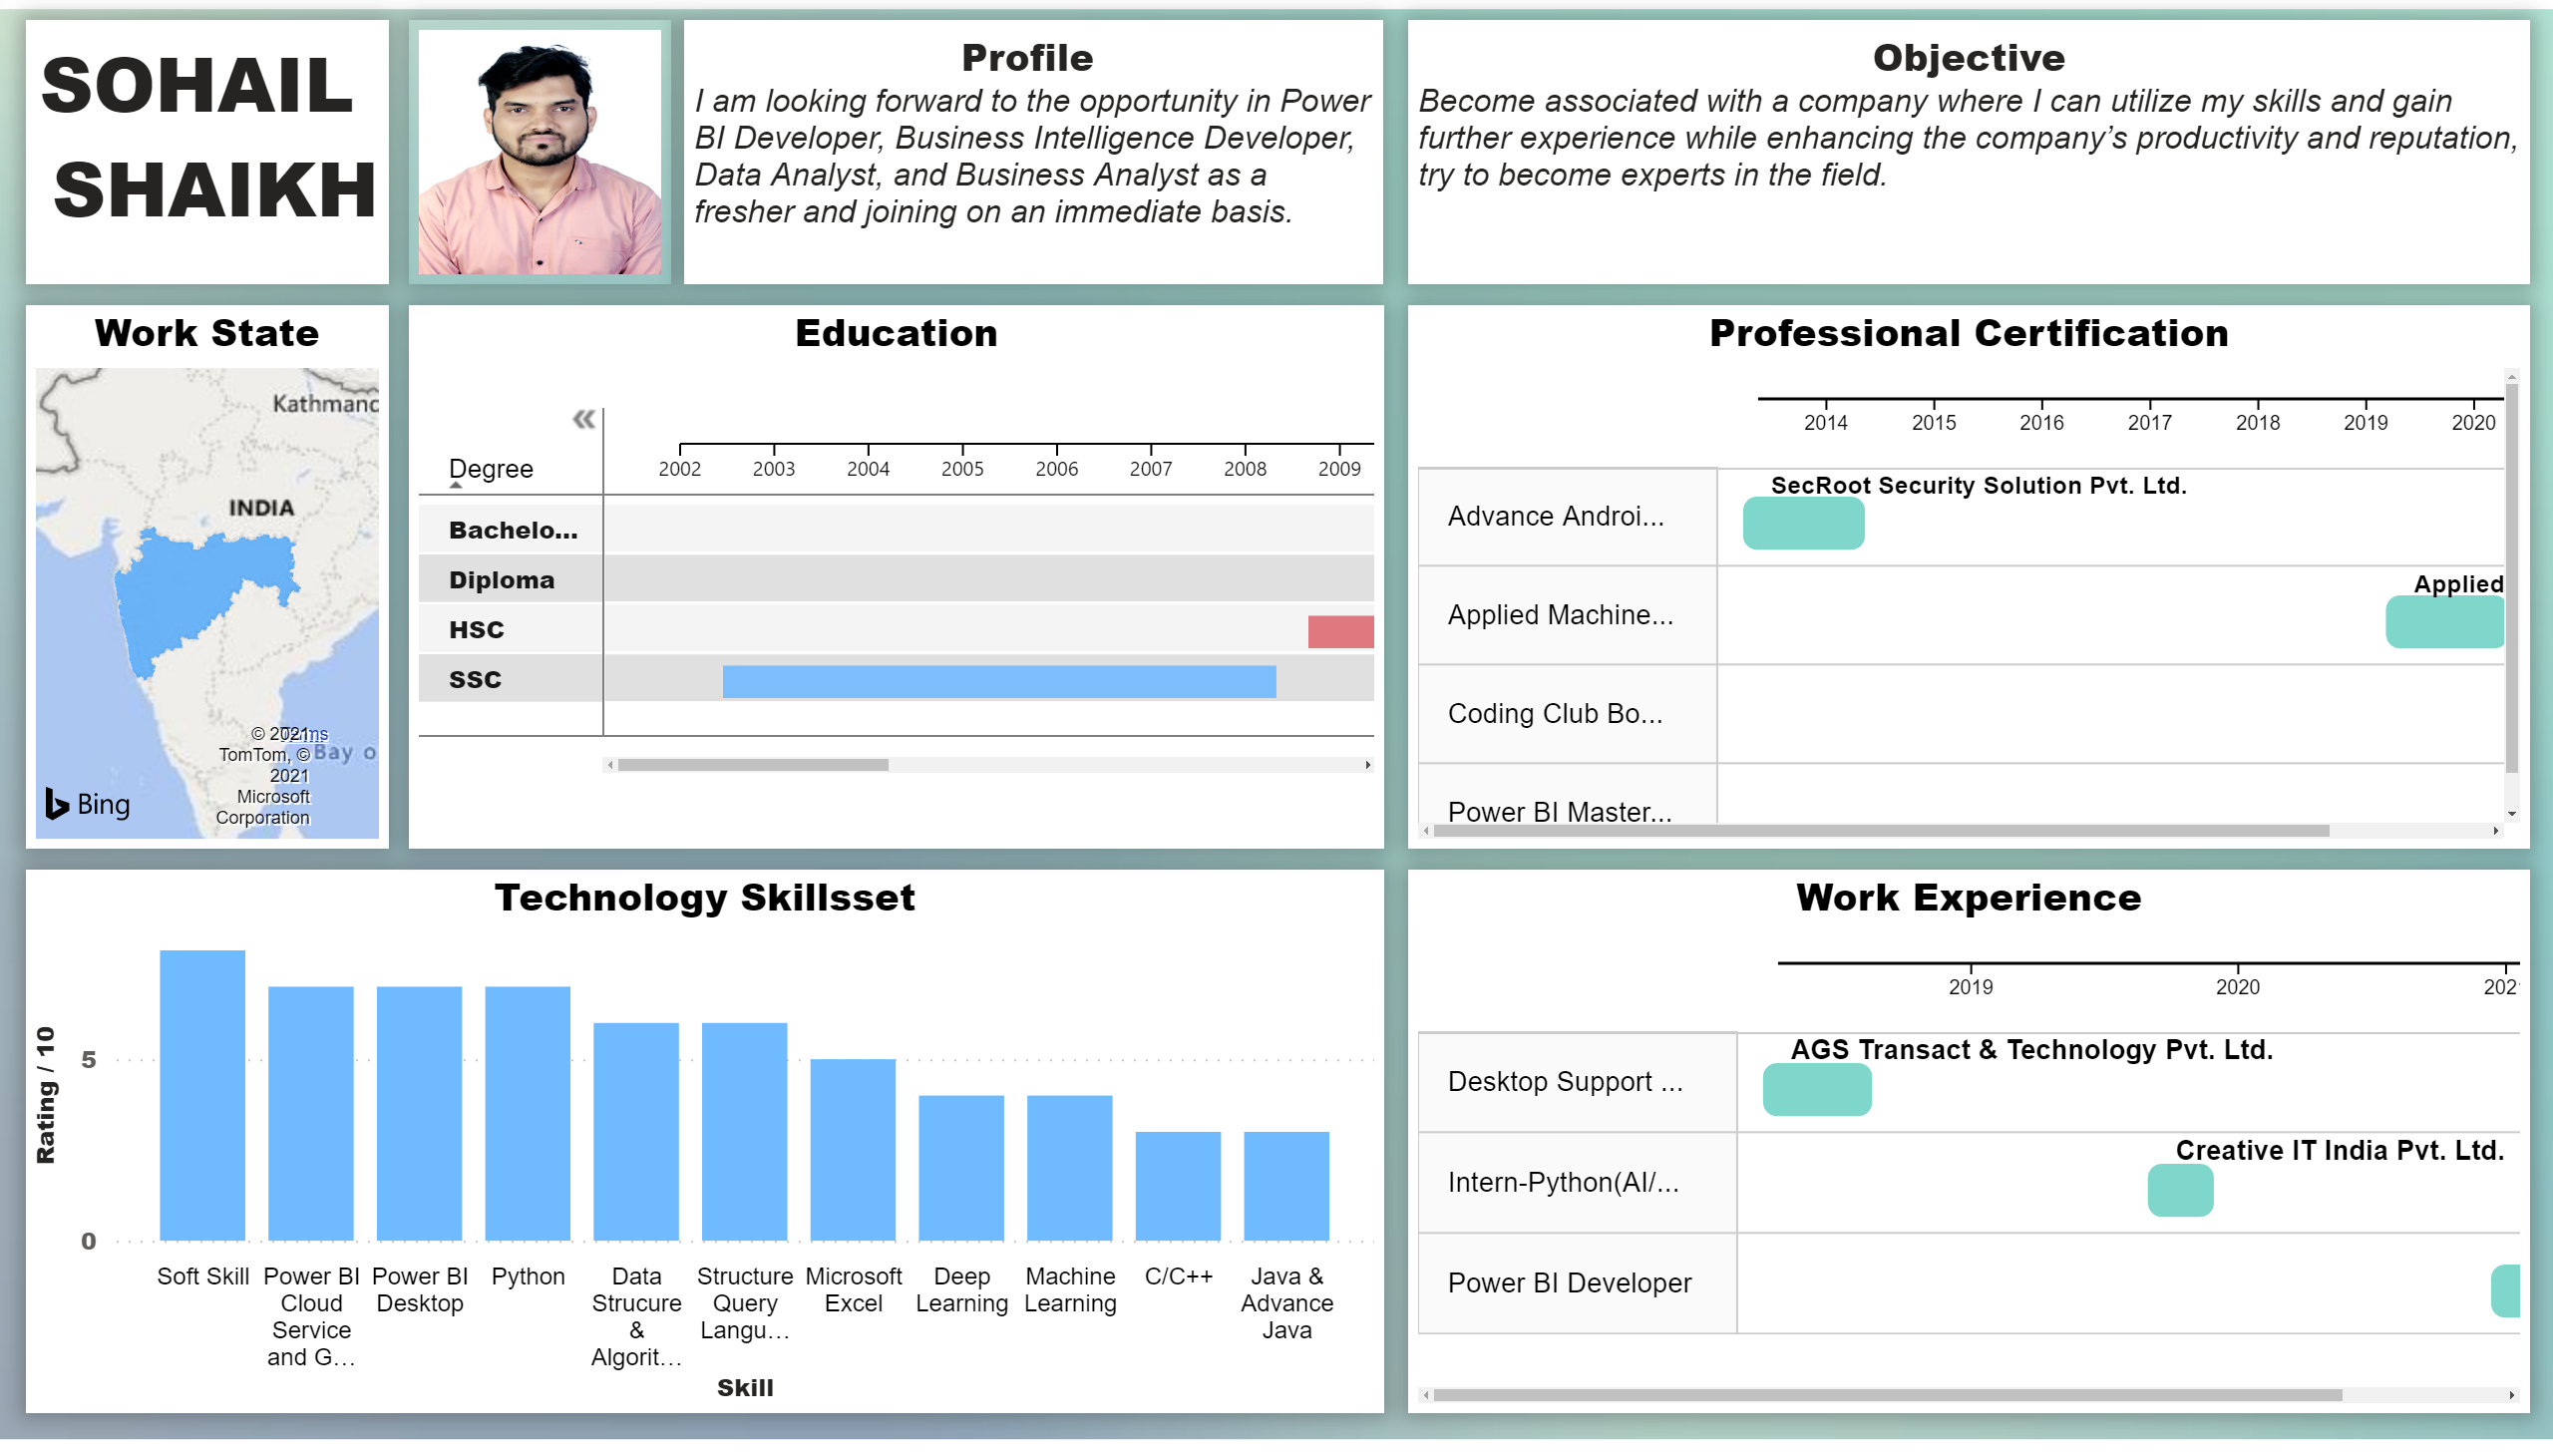 SOHAIL
SHAIKH
Profile
I am looking forward to the opportunity in Power
BI Developer, Business Intelligence Developer,
Data Analyst, and Business Analyst as a
fresher and joining on an immediate basis.
Objective
Become associated with a company where I can utilize my skills and gain
further experience while enhancing the company’s productivity and reputation,
try to become experts in the field.
Work State
Kathmanc
INDIA
Bay o
© 2021
TomTom, ©
2021
Microsoft
Corporation
Bing
Education
Degree
2002 2003 2004 2005 2006 2007 2008 2009
Bachelo...
Diploma
HSC
SSC
Professional Certification
2014 2015 2016 2017 2018 2019 2020
SecRoot Security Solution Pvt. Ltd.
Advance Androi...
Applied
Applied Machine...
Coding Club Bo...
Power BI Master...
Technology Skillsset
Rating / 10
5
0
Soft Skill
Power BI
Cloud
Service
and G...
Power BI
Desktop
Python
Data
Strucure
&
Algorit...
Structure
Query
Langu...
Microsoft
Excel
Deep
Learning
Machine
Learning
C/C++
Java &
Advance
Java
Skill
Work Experience
2019 2020 202
AGS Transact & Technology Pvt. Ltd.
Desktop Support ...
Creative IT India Pvt. Ltd.
Intern-Python(AI/...
Power BI Developer